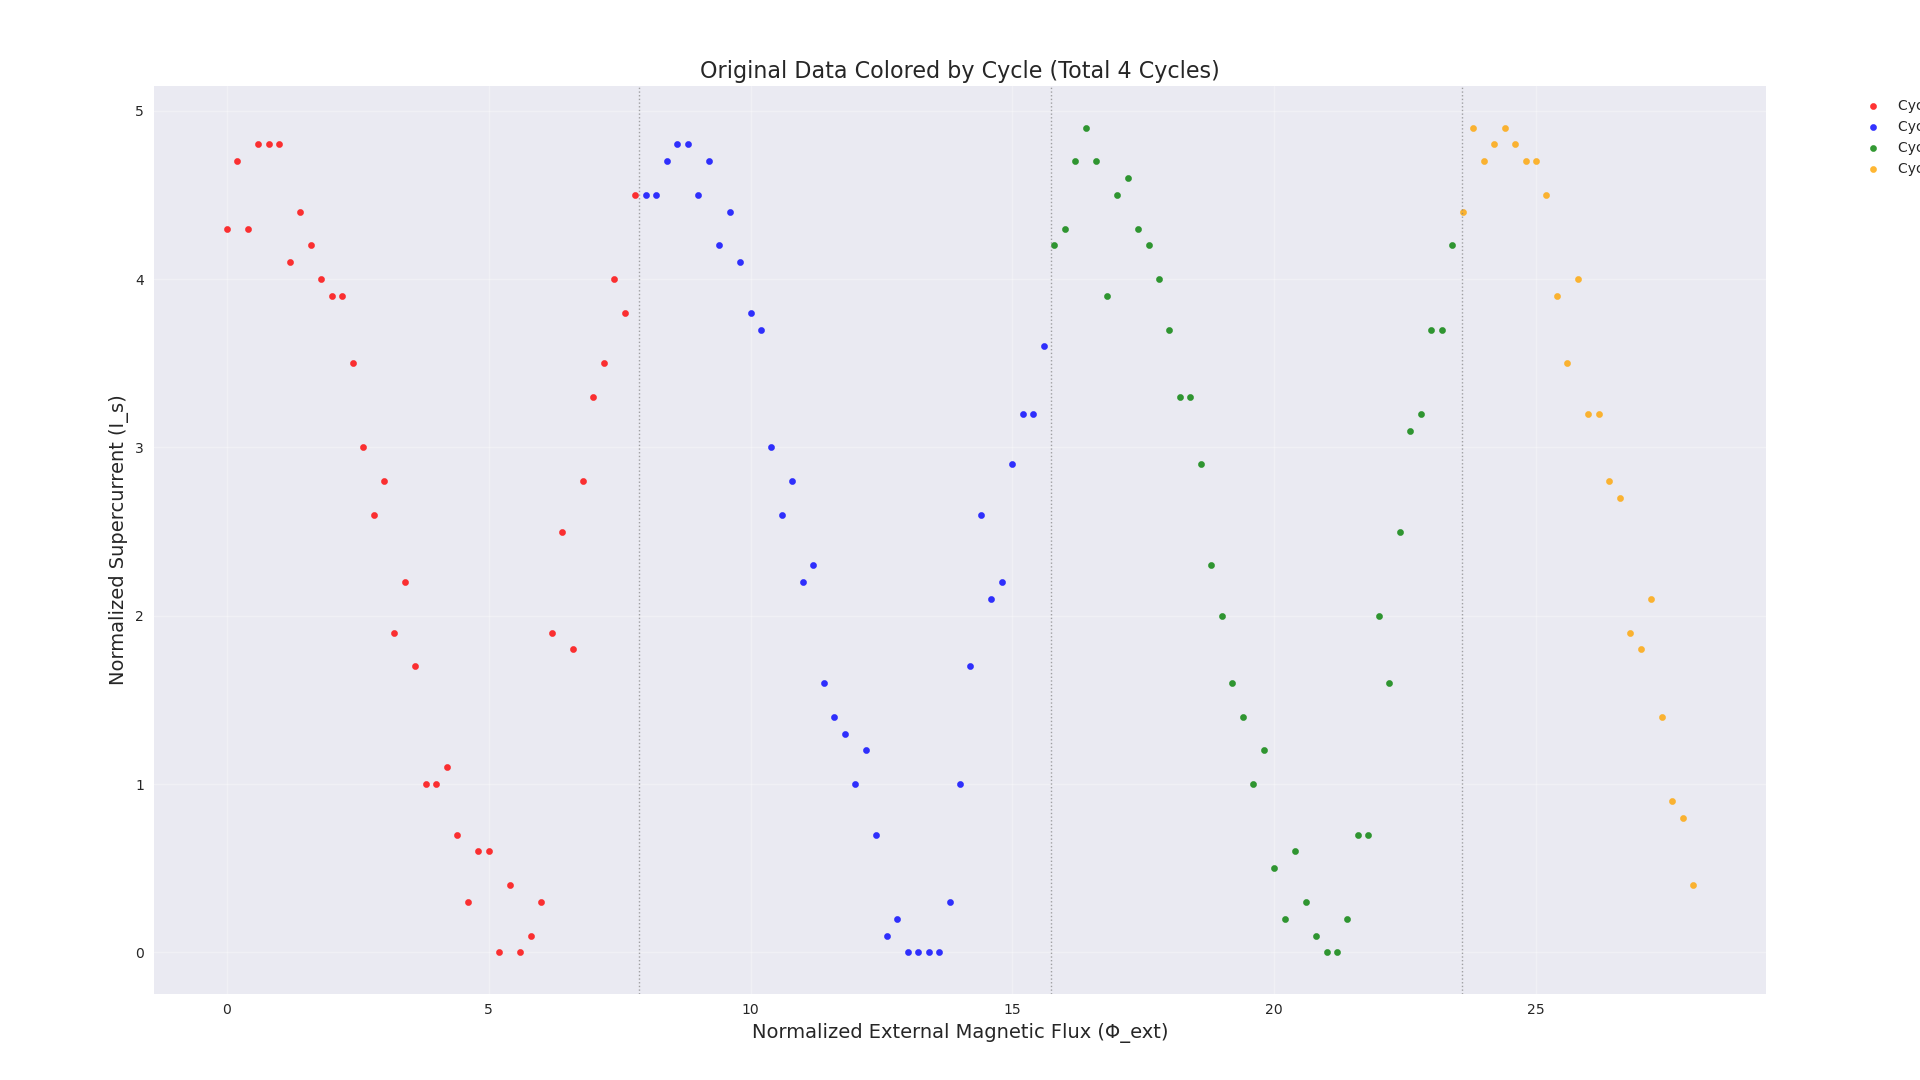 Original Data Colored by Cycle (Total 4 Cycles)
5
4
3
2
1
0
Normalized Supercurrent (I_s)
0 5 10 15 20 25
Normalized External Magnetic Flux (Φ_ext)
Cyc
Cyc
Cyc
Cyc